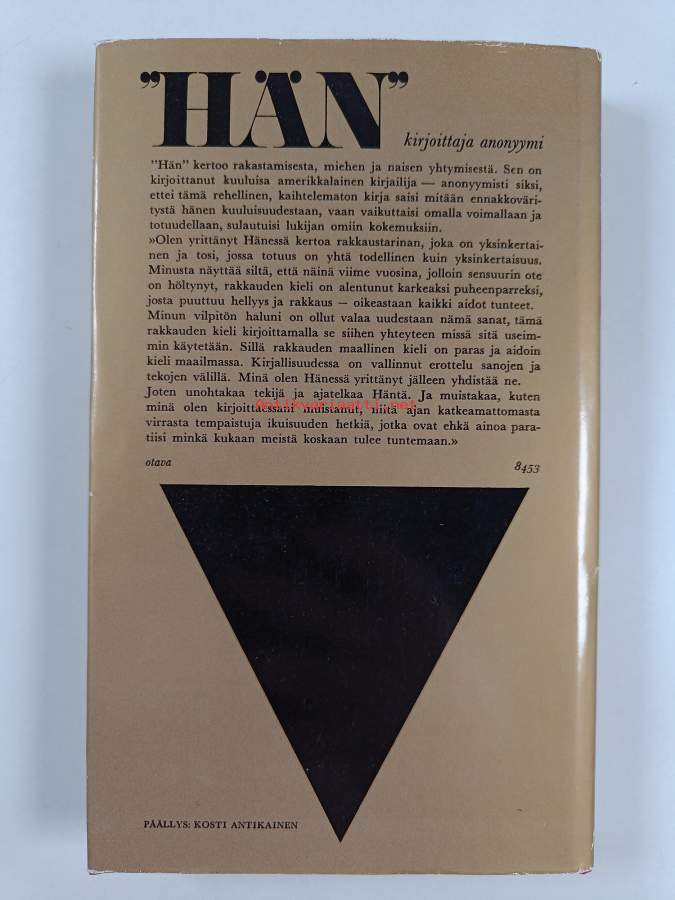 ”HÄN”
kirjoittaja anonyymi
"Hän" kertoo rakastamisesta, miehen ja naisen yhtymisestä. Sen on
kirjoittanut kuuluisa amerikkalainen kirjailija — anonyymisti siksi,
ettei tämä rehellinen, kaihtelematon kirja saisi mitään ennakkoväri-
tystä hänen kuuluisuudestaan, vaan vaikuttaisi omalla voimallaan ja
totuudellaan, sulautuisi lukijan omiin kokemuksiin.
»Olen yrittänyt Hänessä kertoa rakkaustarinan, joka on yksinkertai-
nen ja tosi, jossa totuus on yhtä todellinen kuin yksinkertaisuus.
Minusta näyttää siltä, että näinä viime vuosina, jolloin sensuurin ote
on höltynyt, rakkauden kieli on alentunut karkeaksi puheenparreksi,
josta puuttuu hellyys ja rakkaus — oikeastaan kaikki aidot tunteet.
Minun vilpitön haluni on ollut valaa uudestaan nämä sanat, tämä
rakkauden kieli kirjoittamalla se siihen yhteyteen missä sitä useim-
min käytetään. Sillä rakkauden maallinen kieli on paras ja aidoin
kieli maailmassa. Kirjallisuudessa on vallinnut erottelu sanojen ja
tekojen välillä. Minä olen Hänessä yrittänyt jälleen yhdistää ne.
Joten unohtakaa tekijä ja ajatelkaa Häntä. Ja muistakaa, kuten
minä olen kirjoittaessani muistanut, niitä ajan katkeamattomasta
virrasta tempaistuja ikuisuuden hetkiä, jotka ovat ehkä ainoa para-
tiisi minkä kukaan meistä koskaan tulee tuntemaan.»
otava 8453
PÄÄLLYS: KOSTI ANTIKAINEN